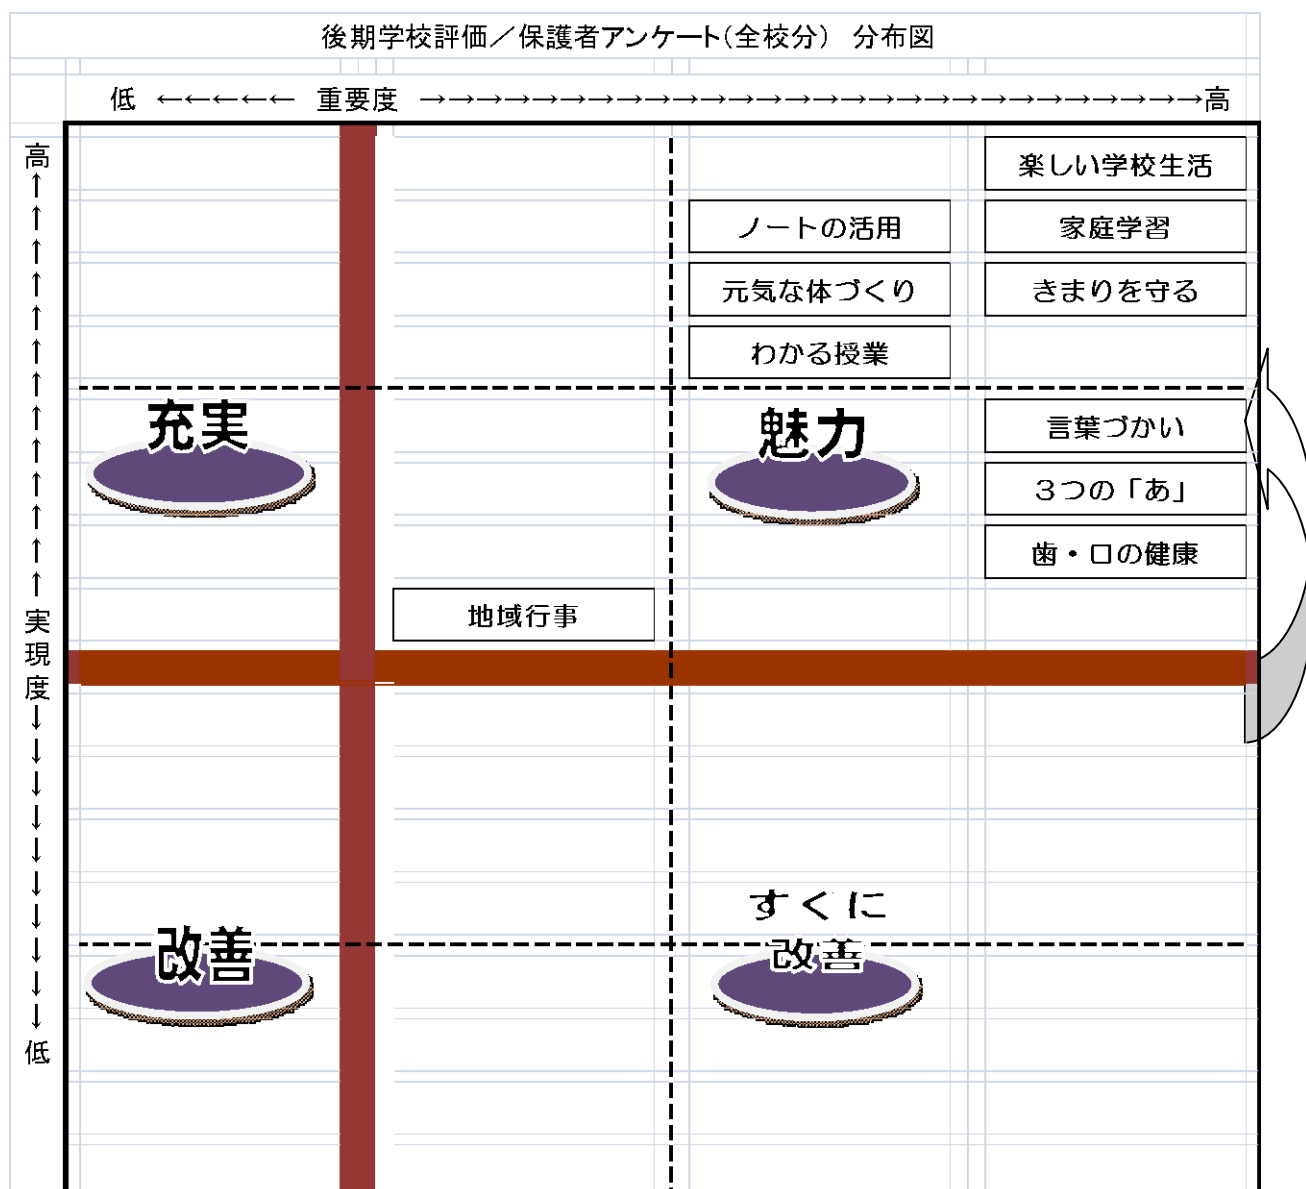 後期学校評価／保護者アンケート（全校分） 分布図
低 ←←←←← 重要度 →→→→→→→→→→→→→→→→→→→→→→→→→→→→→→高
高
↑
↑
↑
↑
↑
↑
↑
↑
↑
↑
↑
↑
↑
実
現
度
↓
↓
↓
↓
↓
↓
↓
↓
↓
↓
低
楽しい学校生活
ノートの活用 家庭学習
元気な体づくり きまりを守る
わかる授業
充実 魅力 言葉づかい
３つの「あ」
歯・口の健康
地域行事
改善 すくに
改善